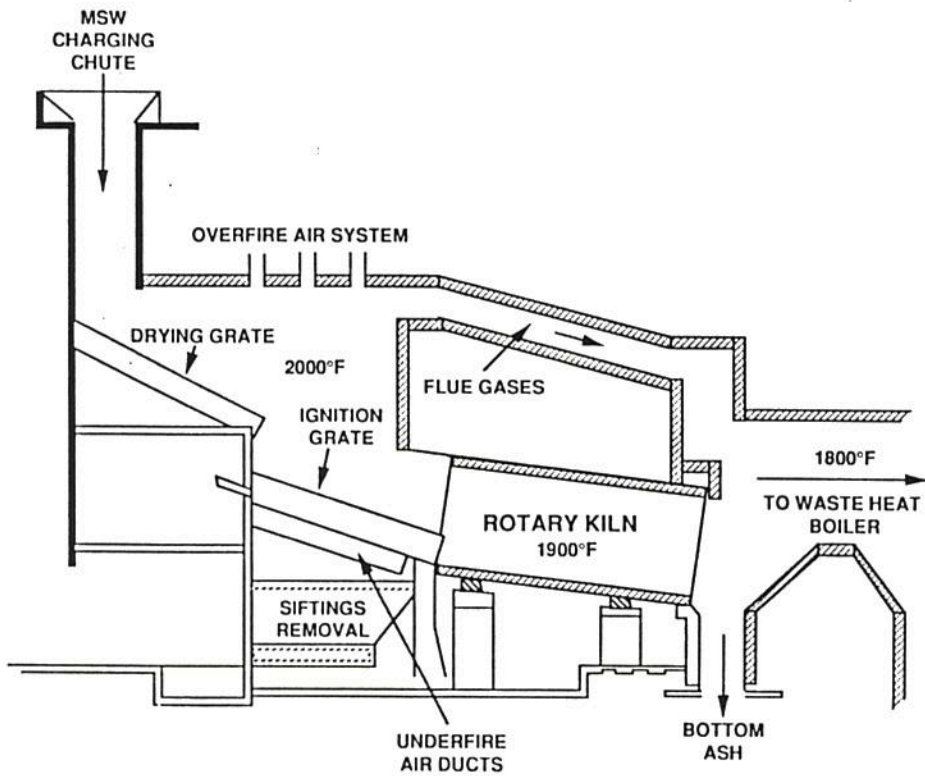 MSW
CHARGING
CHUTE
OVERFIRE AIR SYSTEM
DRYING GRATE
2000°F
FLUE GASES
IGNITION
GRATE
1800°F
TO WASTE HEAT
BOILER
ROTARY KILN
1900°F
SIFTINGS
REMOVAL
UNDERFIRE
AIR DUCTS
BOTTOM
ASH